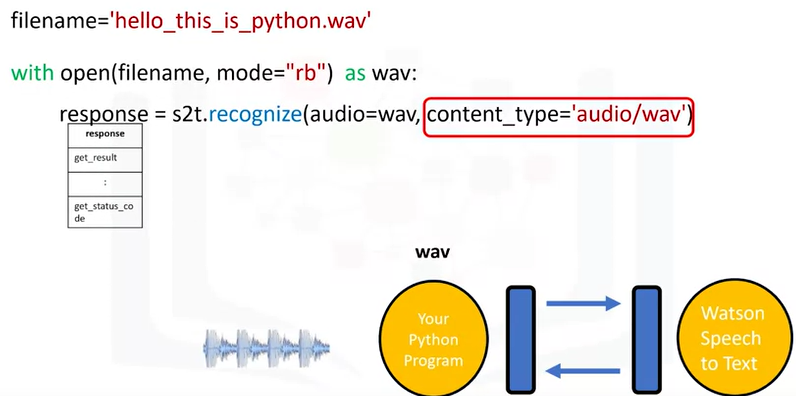 filename='hello_this_is_python.wav'
with open(filename, mode="rb") as wav:
response = s2t.recognize(audio=wav, content_type='audio/wav')
response
get_result
:
get_status_co
de
wav
Your
Python
Program
Watson
Speech
to Text